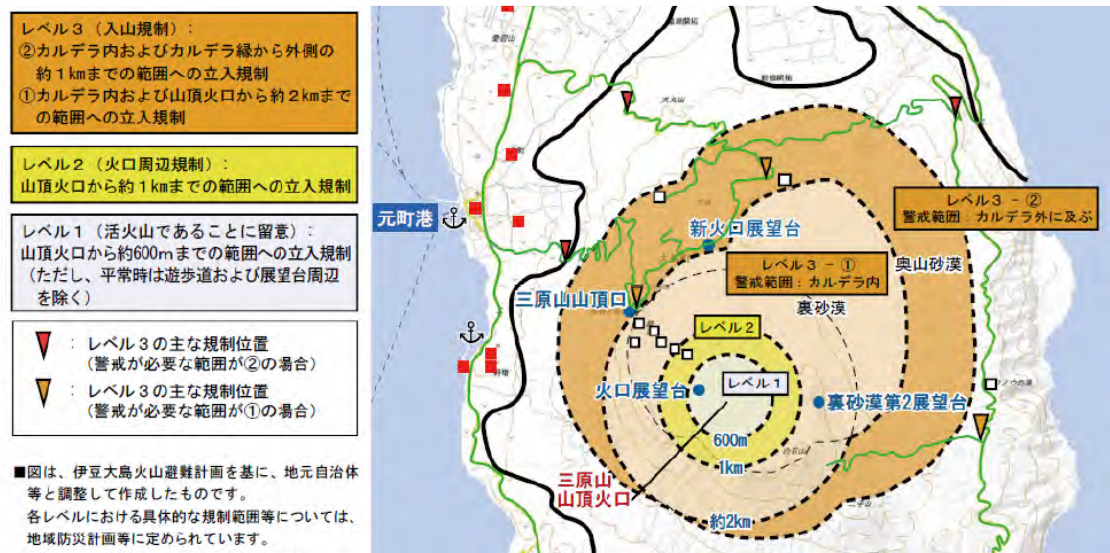 レベル3（入山規制）：
②カルデラ内およびカルデラ縁から外側の
約1kmまでの範囲への立入規制
①カルデラ内および山頂火口から約2kmまで
の範囲への立入規制
レベル2（火口周辺規制）：
山頂火口から約1kmまでの範囲への立入規制
レベル1（活火山であることに留意）：
山頂火口から約600mまでの範囲への立入規制
（ただし、平常時は遊歩道および展望台周辺
を除く）
： レベル3の主な規制位置
（警戒が必要な範囲が②の場合）
： レベル3の主な規制位置
（警戒が必要な範囲が①の場合）
■図は、伊豆大島火山避難計画を基に、地元自治体
等と調整して作成したものです。
各レベルにおける具体的な規制範囲等については、
地域防災計画等に定められています。
元町港
レベル3－②
警戒範囲：カルデラ外に及ぶ
新火口展望台
奥山砂漠
レベル3－①
警戒範囲：カルデラ内
裏砂漠
三原山山頂口
レベル2
レベル1
火口展望台
裏砂漠第2展望台
600m
1km
三原山
山頂火口
約2km